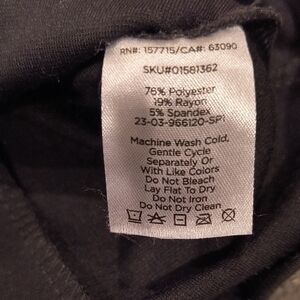 RN#: 157715/CA#: 63090
SKU#01581362
76% Polyester
19% Rayon
5% Spandex
23-03-966120-SP1
Machine Wash Cold,
Gentle Cycle
Separately Or
With Like Colors
Do Not Bleach
Lay Flat To Dry
Do Not Iron
Do Not Dry Clean